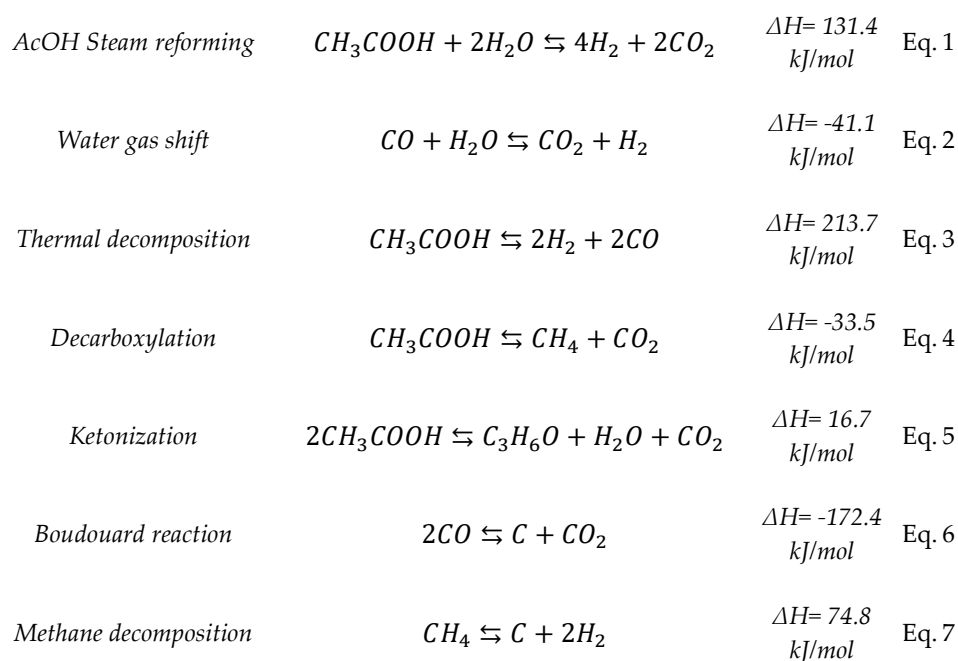 AcOH Steam reforming CH₃COOH + 2H₂O ⇆ 4H₂ + 2CO₂ ΔH= 131.4 kJ/mol Eq. 1
Water gas shift CO + H₂O ⇆ CO₂ + H₂ ΔH= -41.1 kJ/mol Eq. 2
Thermal decomposition CH₃COOH ⇆ 2H₂ + 2CO ΔH= 213.7 kJ/mol Eq. 3
Decarboxylation CH₃COOH ⇆ CH₄ + CO₂ ΔH= -33.5 kJ/mol Eq. 4
Ketonization 2CH₃COOH ⇆ C₃H₆O + H₂O + CO₂ ΔH= 16.7 kJ/mol Eq. 5
Boudouard reaction 2CO ⇆ C + CO₂ ΔH= -172.4 kJ/mol Eq. 6
Methane decomposition CH₄ ⇆ C + 2H₂ ΔH= 74.8 kJ/mol Eq. 7